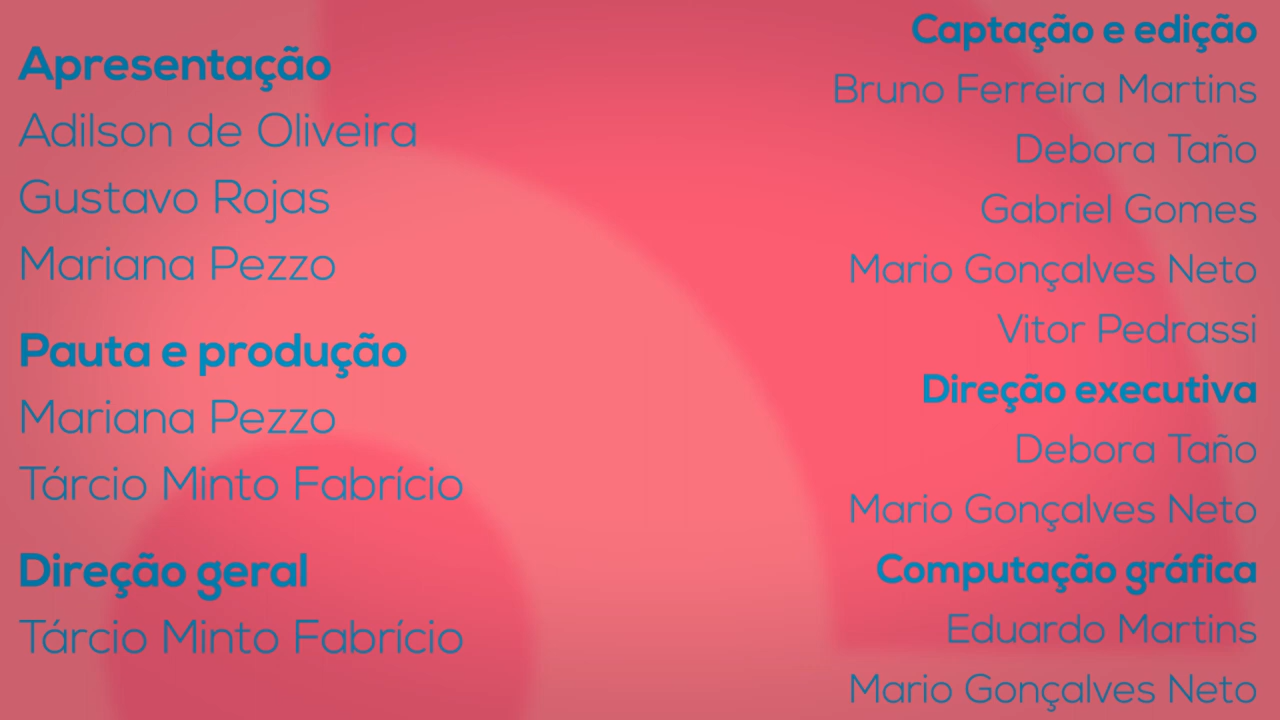 Apresentação
Adilson de Oliveira
Gustavo Rojas
Mariana Pezzo
Pauta e produção
Mariana Pezzo
Tárcio Minto Fabrício
Direção geral
Tárcio Minto Fabrício
Captação e edição
Bruno Ferreira Martins
Debora Taño
Gabriel Gomes
Mario Gonçalves Neto
Vitor Pedrassi
Direção executiva
Debora Taño
Mario Gonçalves Neto
Computação gráfica
Eduardo Martins
Mario Gonçalves Neto